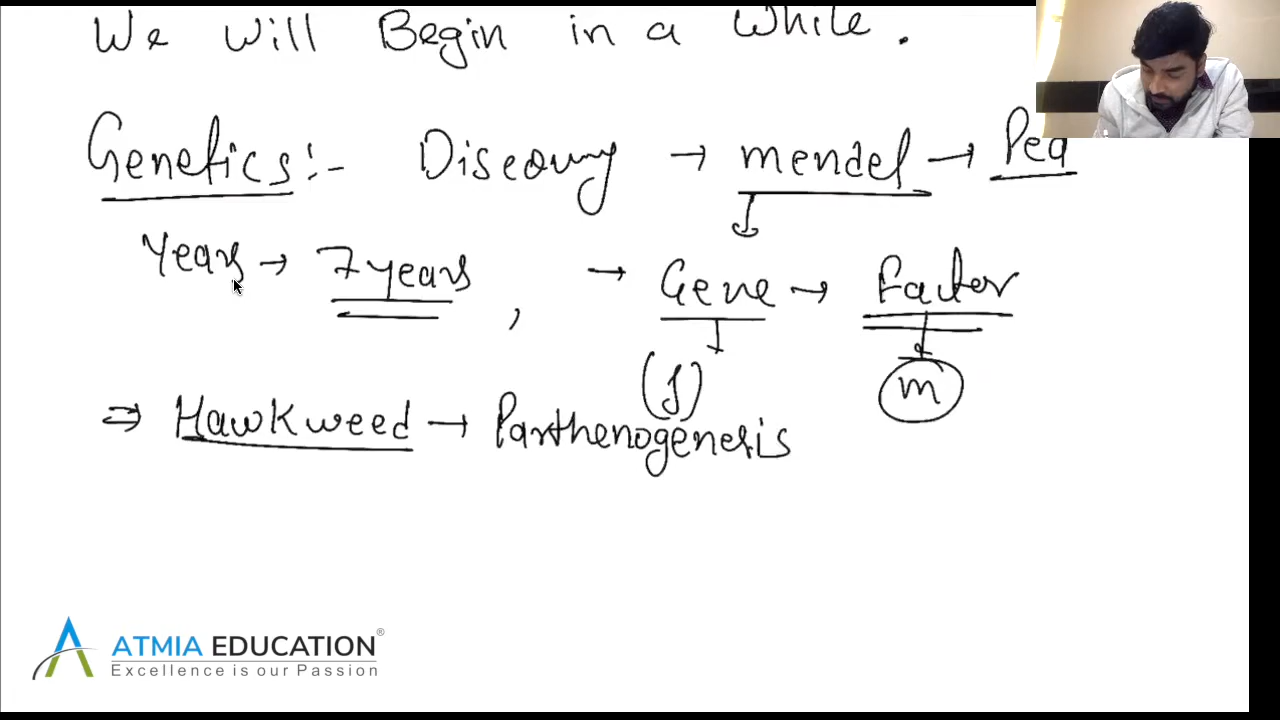 We will Begin in a while.
Genetics :- Discovery → mendel → Pea
Years → 7 years , → Gene → Factor
(J) m
⇒ Hawkweed → Parthenogenesis
ATMIA EDUCATION®
Excellence is our Passion